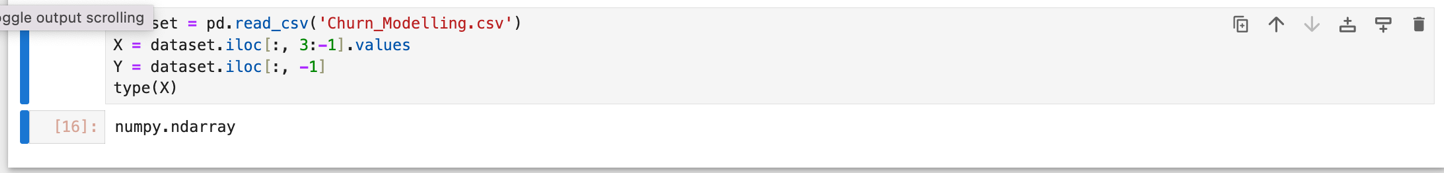 oggle output scrolling
set = pd.read_csv('Churn_Modelling.csv')
X = dataset.iloc[:, 3:-1].values
Y = dataset.iloc[:, -1]
type(X)
[16]:
numpy.ndarray